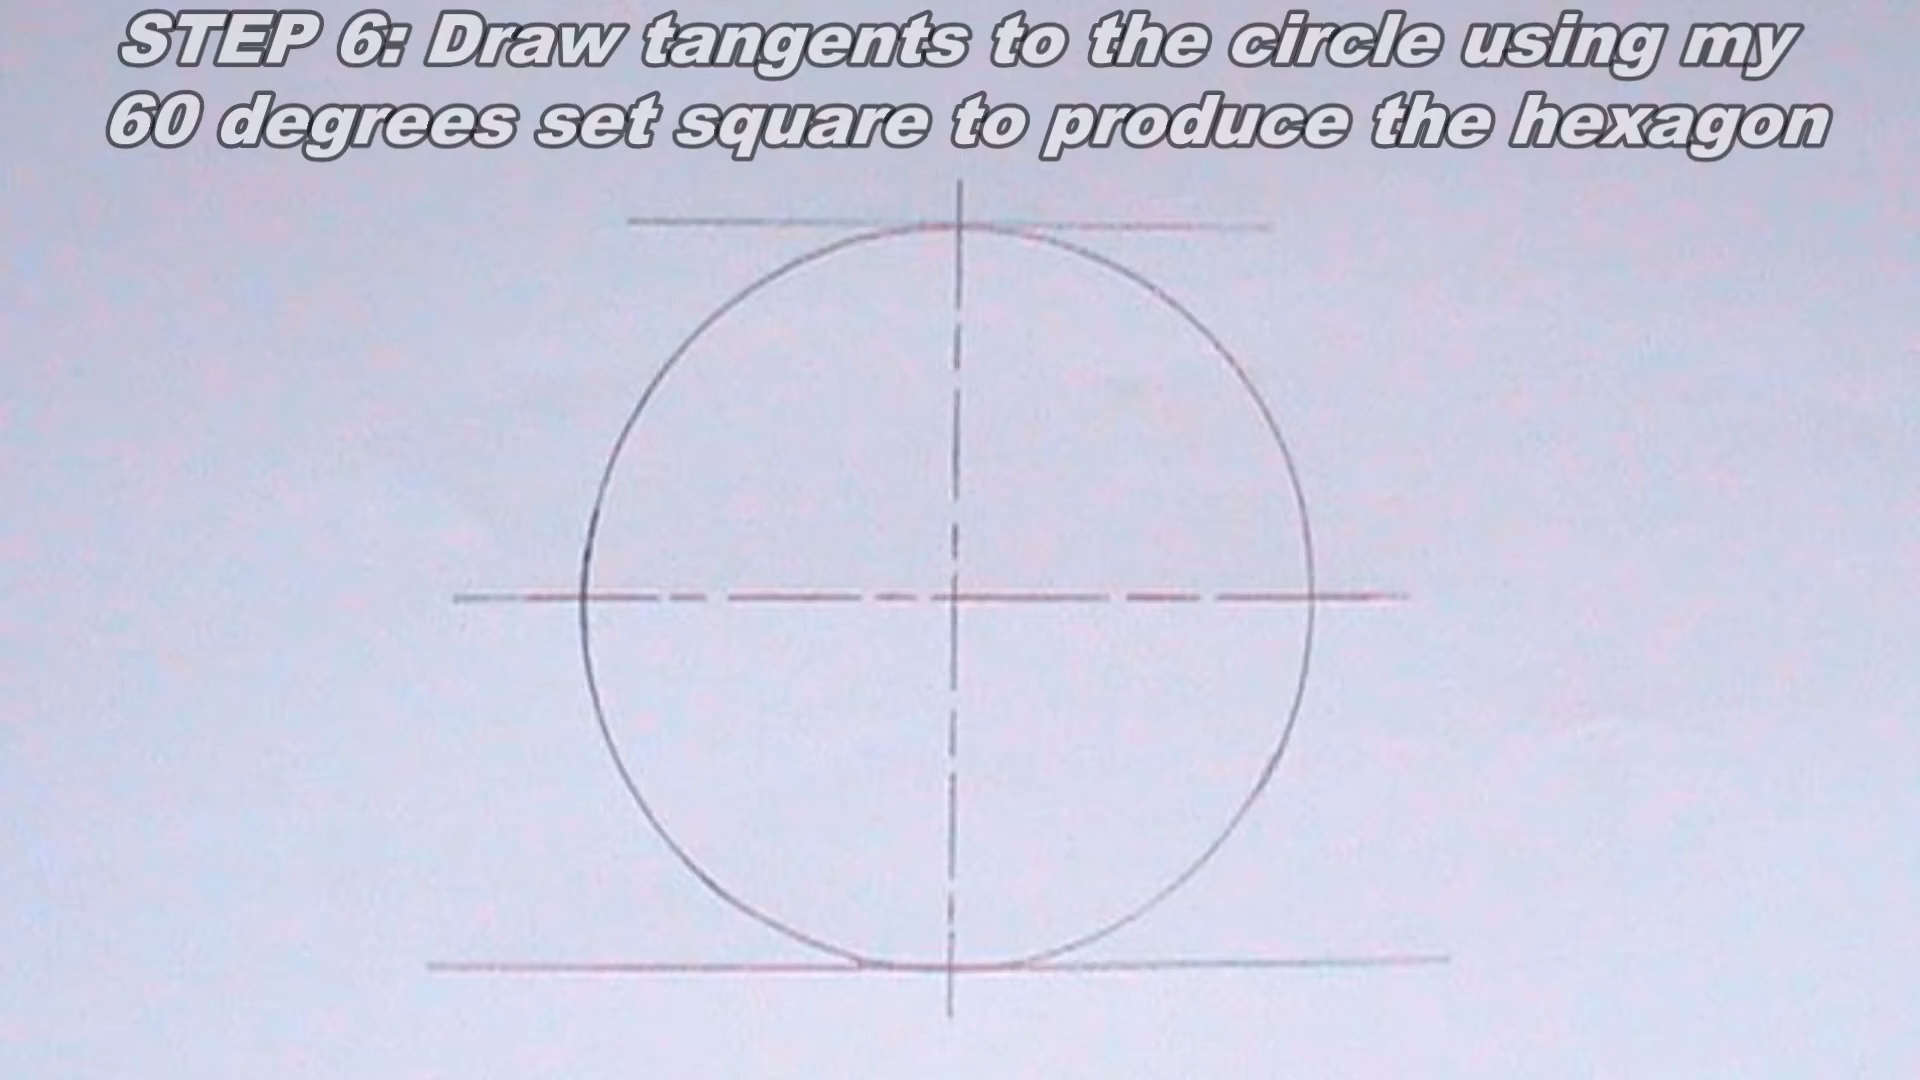 STEP 6: Draw tangents to the circle using my
60 degrees set square to produce the hexagon